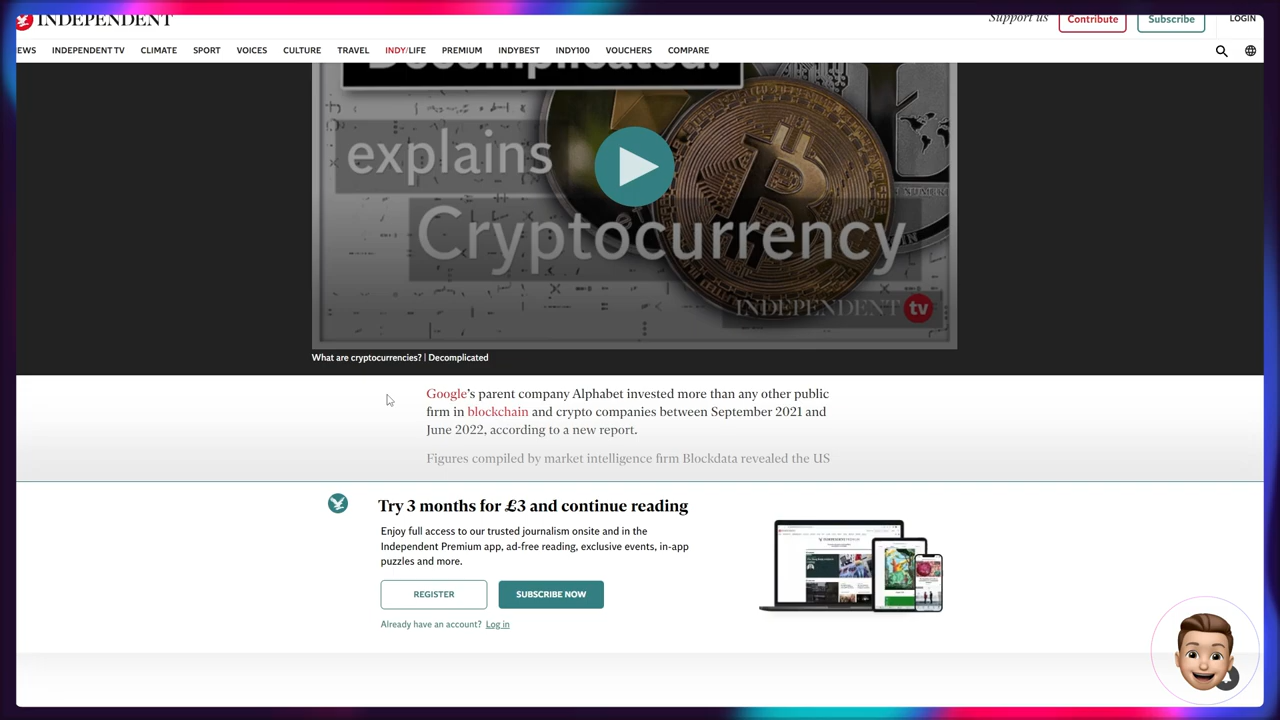 INDEPENDENT
Support us
Contribute
Subscribe
LOGIN
EWS INDEPENDENT TV CLIMATE SPORT VOICES CULTURE TRAVEL INDY/LIFE PREMIUM INDYBEST INDY100 VOUCHERS COMPARE
Decomplicated:
explains
Cryptocurrency
INDEPENDENT tv
What are cryptocurrencies? | Decomplicated
Google's parent company Alphabet invested more than any other public
firm in blockchain and crypto companies between September 2021 and
June 2022, according to a new report.
Figures compiled by market intelligence firm Blockdata revealed the US
Try 3 months for £3 and continue reading
Enjoy full access to our trusted journalism onsite and in the
Independent Premium app, ad-free reading, exclusive events, in-app
puzzles and more.
REGISTER
SUBSCRIBE NOW
Already have an account? Log in